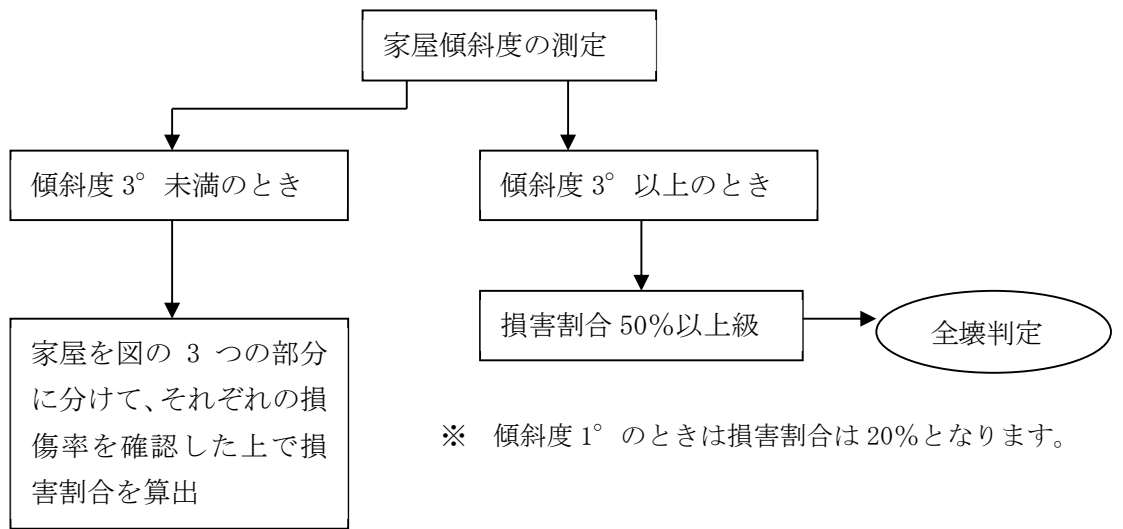 家屋傾斜度の測定
傾斜度 3° 未満のとき
傾斜度 3° 以上のとき
損害割合 50％以上級
全壊判定
家屋を図の 3 つの部分
に分けて、それぞれの損
傷率を確認した上で損
害割合を算出
※ 傾斜度 1° のときは損害割合は 20％となります。